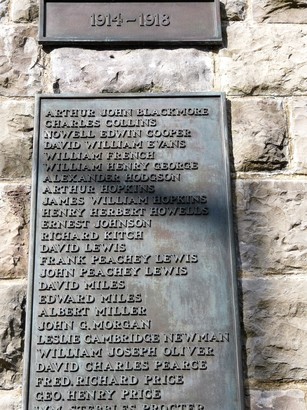 1914-1918
ARTHUR JOHN BLACKMORE
CHARLES COLLINS
NOWELL EDWIN COOPER
DAVID WILLIAM EVANS
WILLIAM FRENCH
WILLIAM HENRY GEORGE
ALEXANDER HODGSON
ARTHUR HOPKINS
JAMES WILLIAM HOPKINS
HENRY HERBERT HOWELLS
ERNEST JOHNSON
RICHARD KITCH
DAVID LEWIS
FRANK PEACHEY LEWIS
JOHN PEACHEY LEWIS
DAVID MILES
EDWARD MILES
ALBERT MILLER
JOHN G. MORGAN
LESLIE CAMBRIDGE NEWMAN
WILLIAM JOSEPH OLIVER
DAVID CHARLES PEARCE
FRED. RICHARD PRICE
GEO. HENRY PRICE
WM. STEBBLES PROCTER